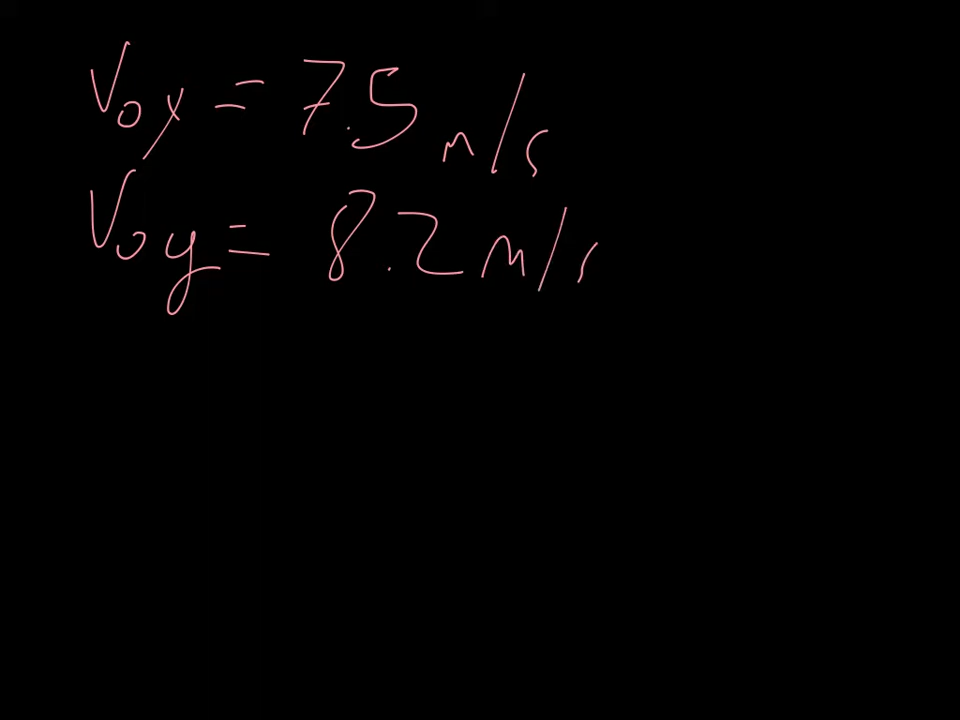 Vox = 7.5 m/s
Voy = 8.2 m/s